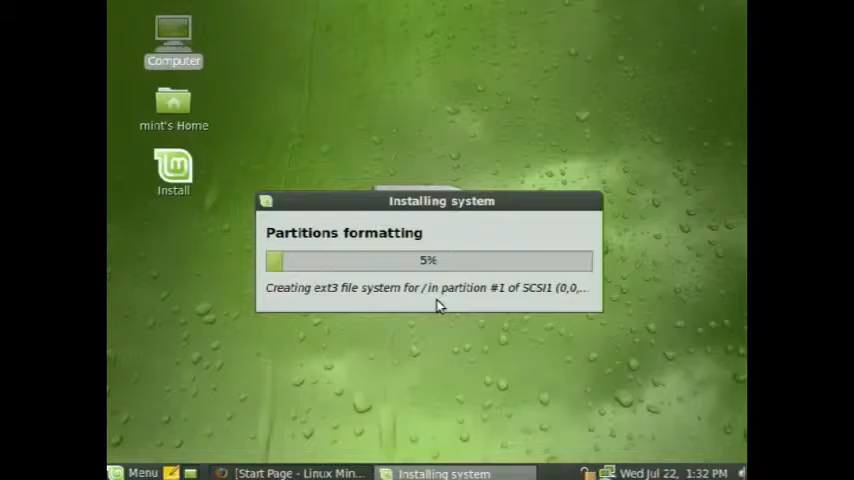 Computer
mint's Home
Install
Installing system
Partitions formatting
5%
Creating ext3 file system for / in partition #1 of SCSI1 (0,0,...
Menu
[Start Page - Linux Min...
Installing system
Wed Jul 22, 1:32 PM